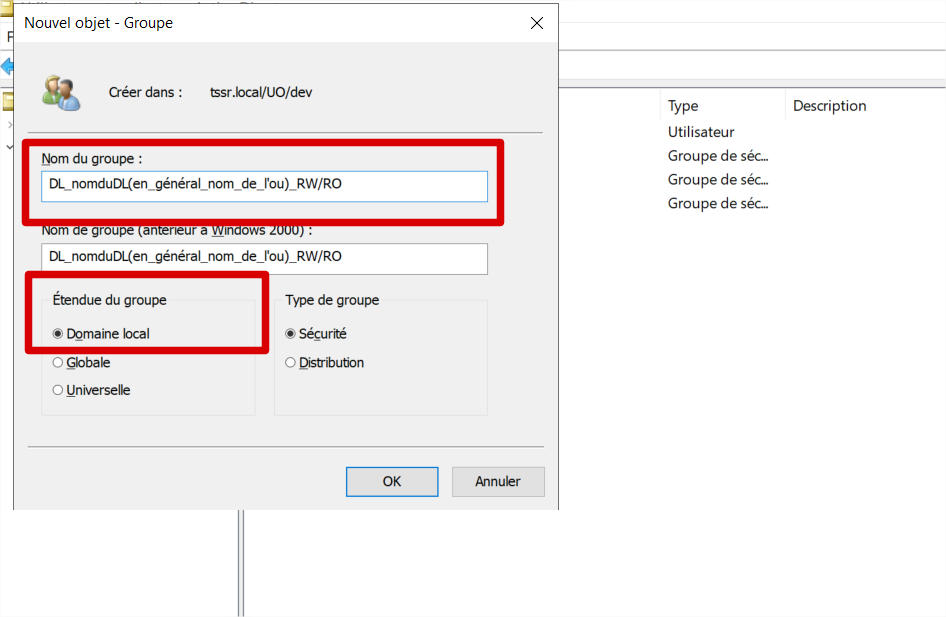 Nouvel objet - Groupe
Créer dans : tssr.local/UO/dev
Nom du groupe :
DL_nomduDL(en_général_nom_de_l'ou)_RW/RO
Nom de groupe (antérieur à Windows 2000) :
DL_nomduDL(en_général_nom_de_l'ou)_RW/RO
Étendue du groupe
Domaine local
Globale
Universelle
Type de groupe
Sécurité
Distribution
OK
Annuler
Type
Description
Utilisateur
Groupe de séc...
Groupe de séc...
Groupe de séc...